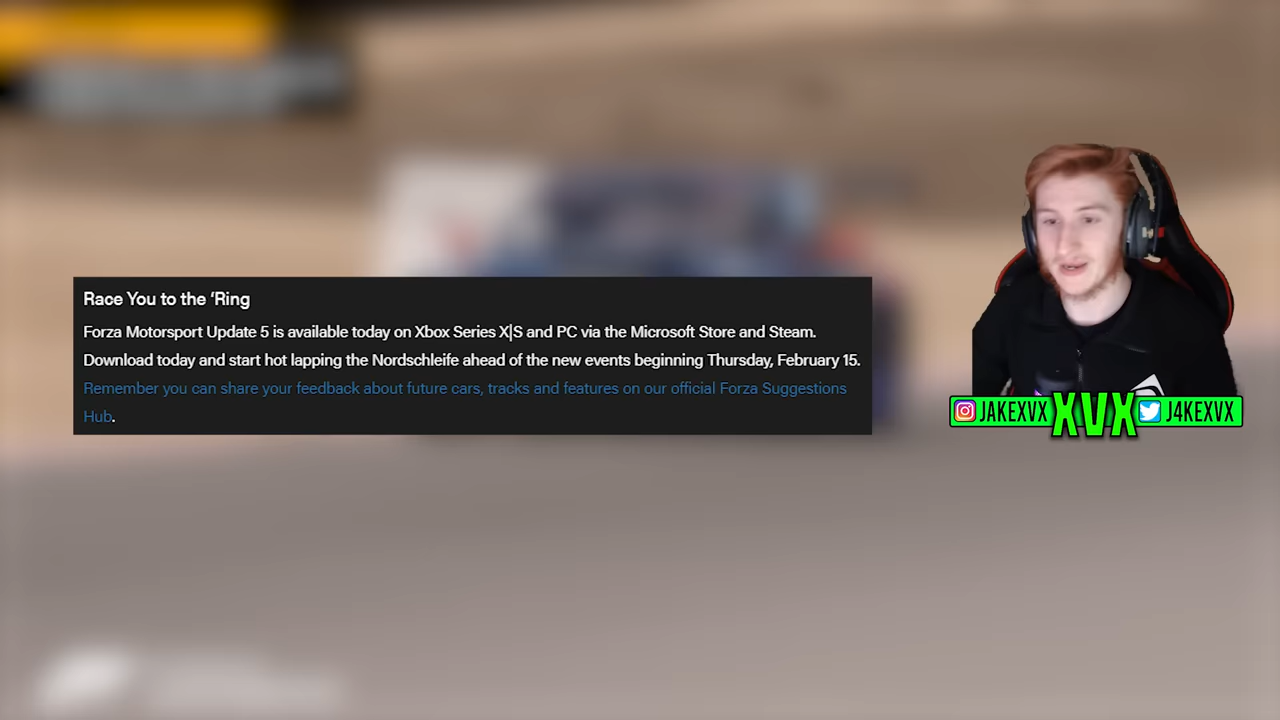 Race You to the ‘Ring
Forza Motorsport Update 5 is available today on Xbox Series X|S and PC via the Microsoft Store and Steam.
Download today and start hot lapping the Nordschleife ahead of the new events beginning Thursday, February 15.
Remember you can share your feedback about future cars, tracks and features on our official Forza Suggestions
Hub.
JAKEXVX XVX J4KEXVX